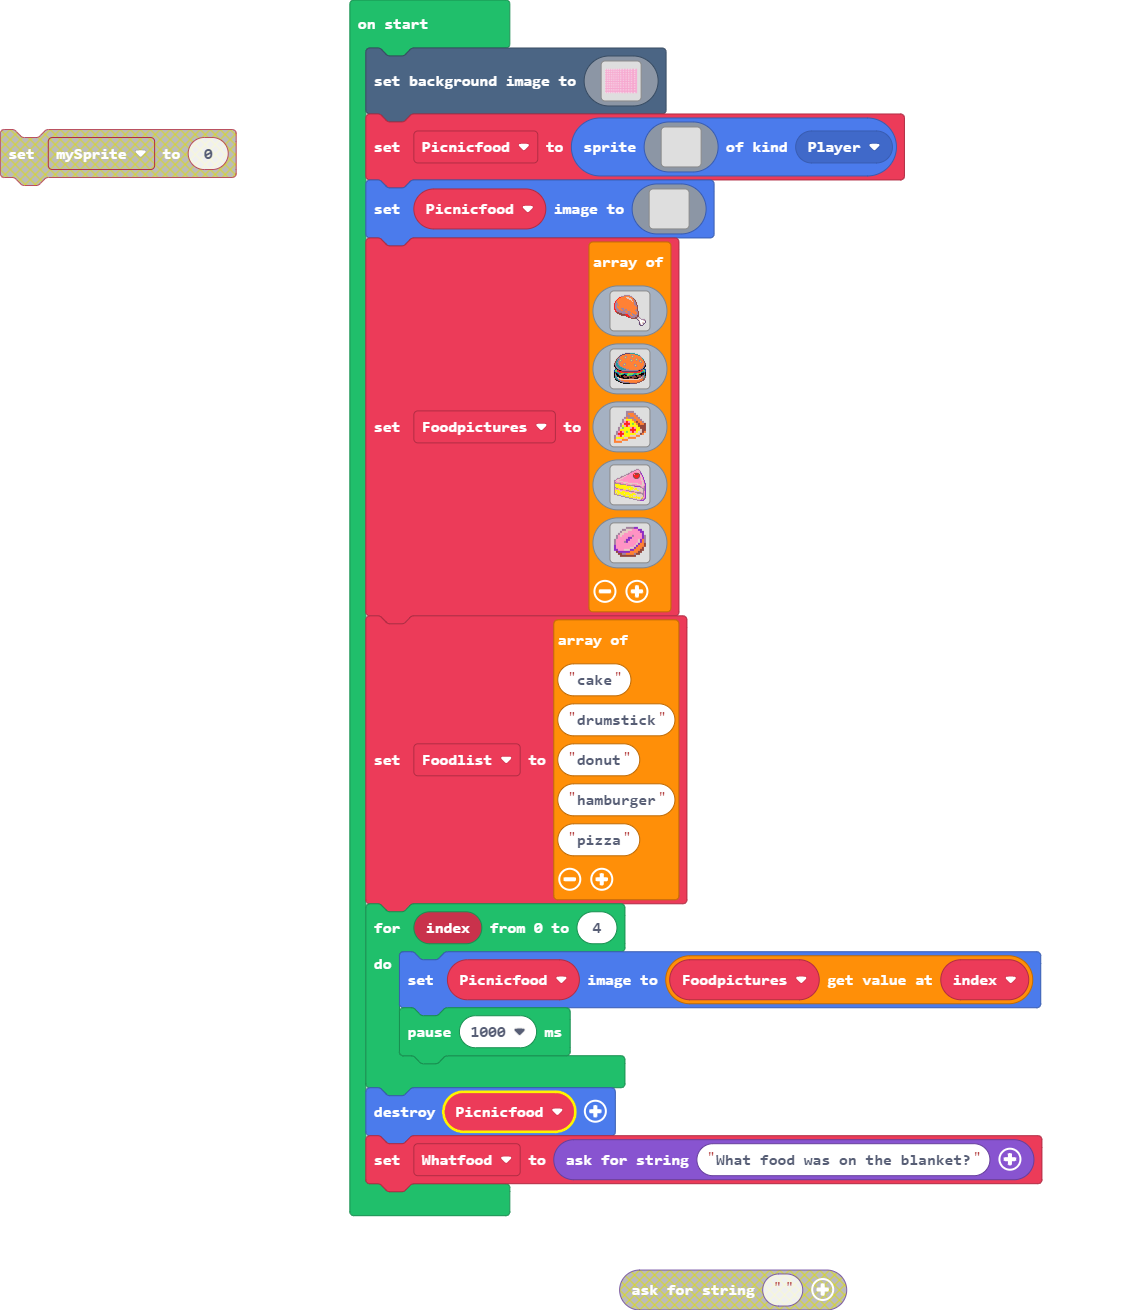 on start
set background image to
set mySprite to 0
set Picnicfood to sprite of kind Player
set Picnicfood image to
set Foodpictures to
array of
set Foodlist to
array of
"cake"
"drumstick"
"donut"
"hamburger"
"pizza"
for index from 0 to 4
do
set Picnicfood image to Foodpictures get value at index
pause 1000 ms
destroy Picnicfood
set Whatfood to ask for string "What food was on the blanket?"
ask for string ""